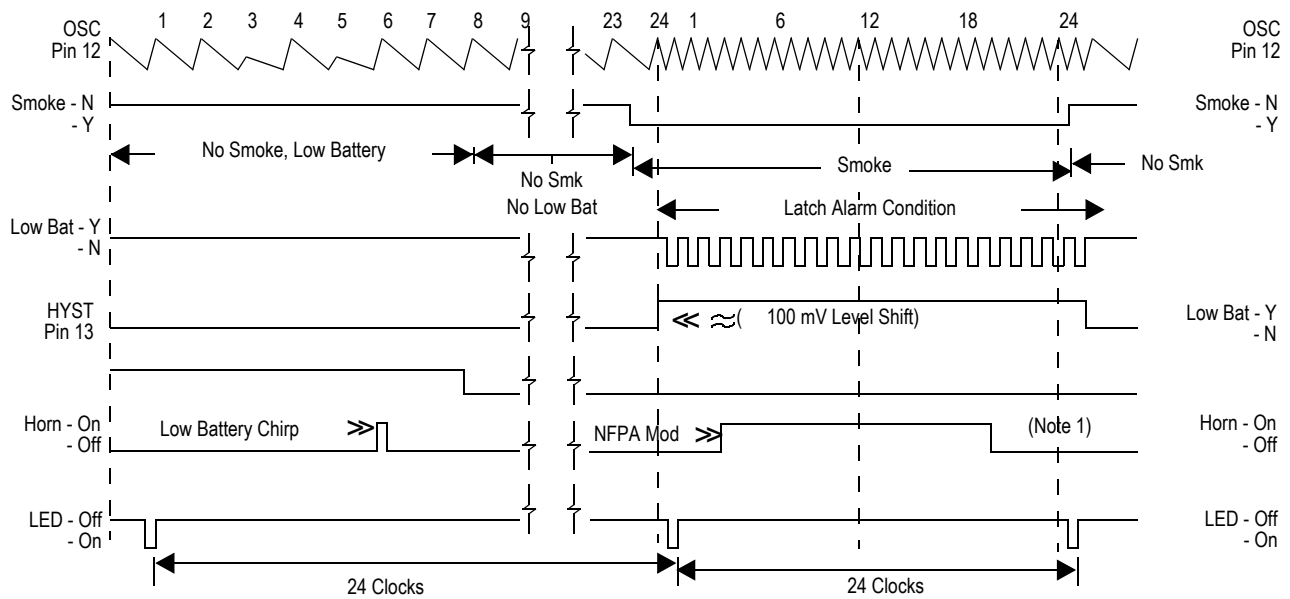 1 2 3 4 5 6 7 8 9 23 24 1 6 12 18 24
OSC
Pin 12
OSC
Pin 12
Smoke - N
- Y
Smoke - N
- Y
No Smoke, Low Battery
No Smk
No Low Bat
Smoke
No Smk
Latch Alarm Condition
Low Bat - Y
- N
HYST
Pin 13
≪ ≈( 100 mV Level Shift)
Low Bat - Y
- N
Horn - On
- Off
Low Battery Chirp ≫
NFPA Mod ≫
(Note 1)
Horn - On
- Off
LED - Off
- On
LED - Off
- On
24 Clocks
24 Clocks